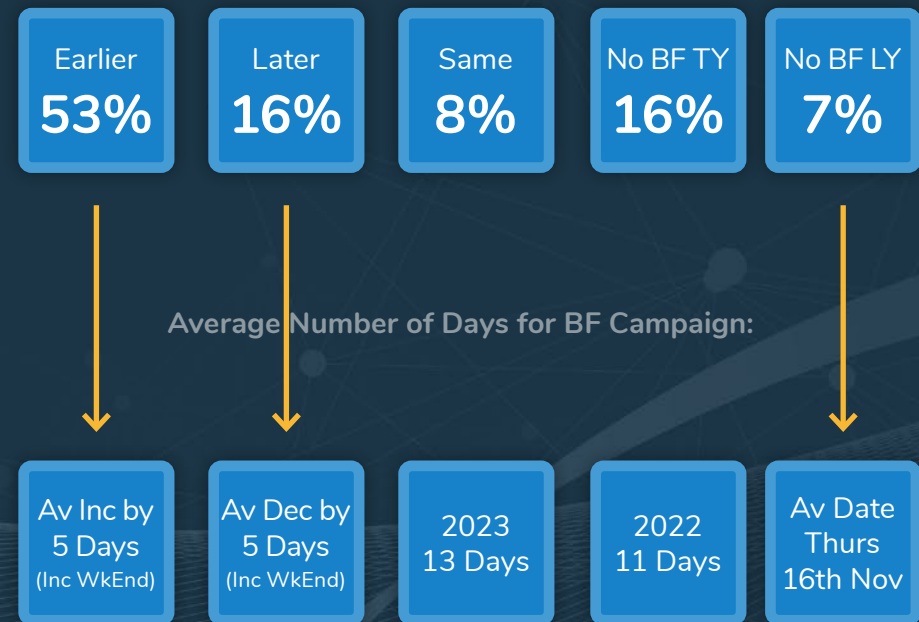 Earlier
53%
Later
16%
Same
8%
No BF TY
16%
No BF LY
7%
Average Number of Days for BF Campaign:
Av Inc by
5 Days
(Inc WkEnd)
Av Dec by
5 Days
(Inc WkEnd)
2023
13 Days
2022
11 Days
Av Date
Thurs
16th Nov